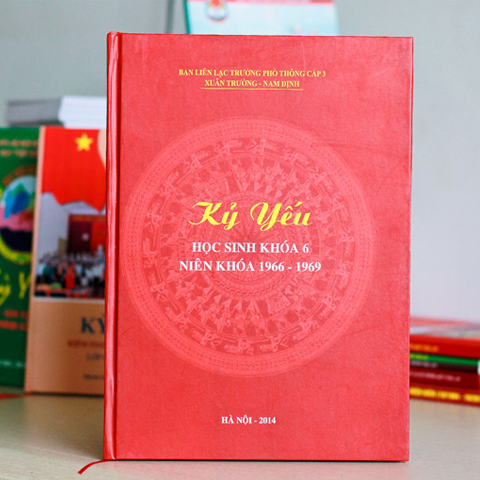 BAN LIÊN LẠC TRƯỜNG PHỔ THÔNG CẤP 3
XUÂN TRƯỜNG - NAM ĐỊNH
Kỷ Yếu
HỌC SINH KHÓA 6
NIÊN KHÓA 1966 - 1969
HÀ NỘI - 2014